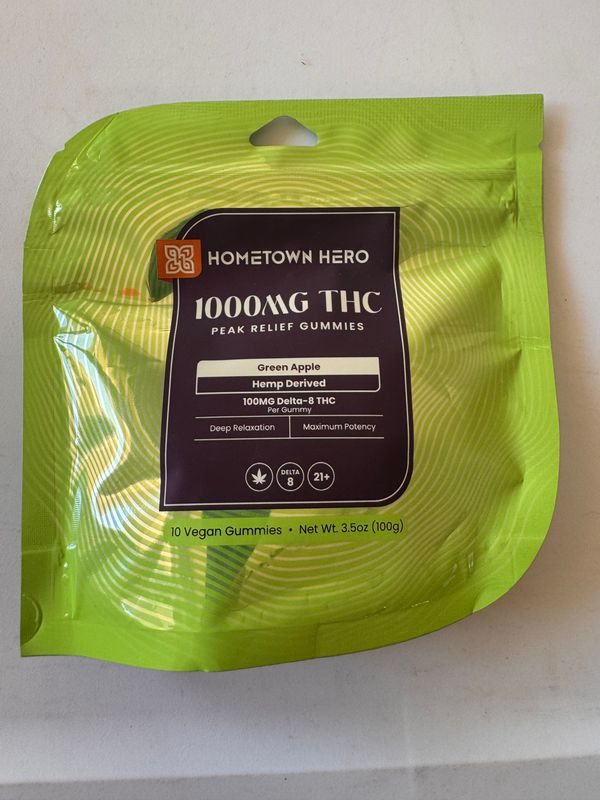 HOMETOWN HERO
1000MG THC
PEAK RELIEF GUMMIES
Green Apple
Hemp Derived
100MG Delta-8 THC
Per Gummy
Deep Relaxation Maximum Potency
DELTA 8 21+
10 Vegan Gummies • Net Wt. 3.5oz (100g)